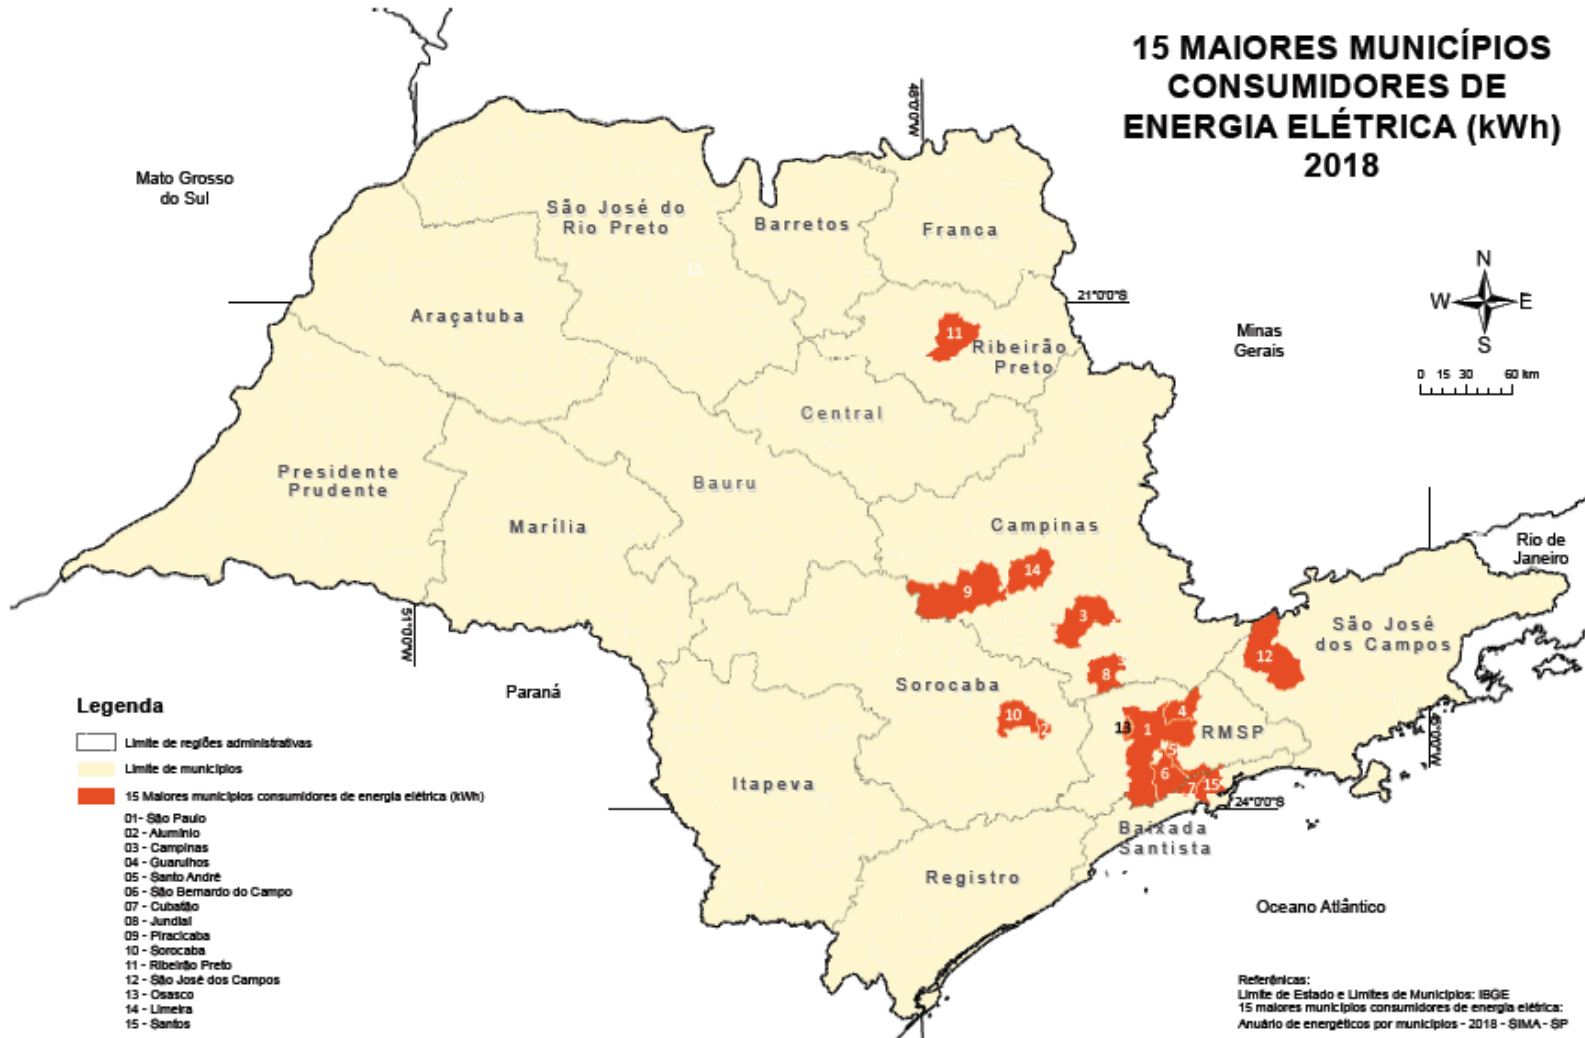 15 MAIORES MUNICÍPIOS
CONSUMIDORES DE
ENERGIA ELÉTRICA (kWh)
2018
48°0'0"W
Mato Grosso
do Sul
São José do
Rio Preto
Barretos
Franca
15
N
W E
S
21°0'0"S
Araçatuba
11
Ribeirão
Preto
Minas
Gerais
0 15 30 60 km
Central
Presidente
Prudente
Bauru
Marília
Campinas
Rio de
Janeiro
14
9
3
51°0'0"W
São José
dos Campos
12
3
8
Sorocaba
Paraná
10
2
4
13
1
RMSP
45°0'0"W
5
6
7
15
24°0'0"S
Itapeva
Baixada
Santista
Registro
Oceano Atlântico
Legenda
Limite de regiões administrativas
Limite de municípios
15 Maiores municípios consumidores de energia elétrica (kWh)
01- São Paulo
02 - Alumínio
03 - Campinas
04 - Guarulhos
05 - Santo André
06 - São Bernardo do Campo
07 - Cubatão
08 - Jundiaí
09 - Piracicaba
10 - Sorocaba
11 - Ribeirão Preto
12 - São José dos Campos
13 - Osasco
14 - Limeira
15 - Santos
Referênicas:
Limite de Estado e Limites de Municípios: IBGE
15 maiores municípios consumidores de energia elétrica:
Anuário de energéticos por municípios - 2018 - SIMA - SP